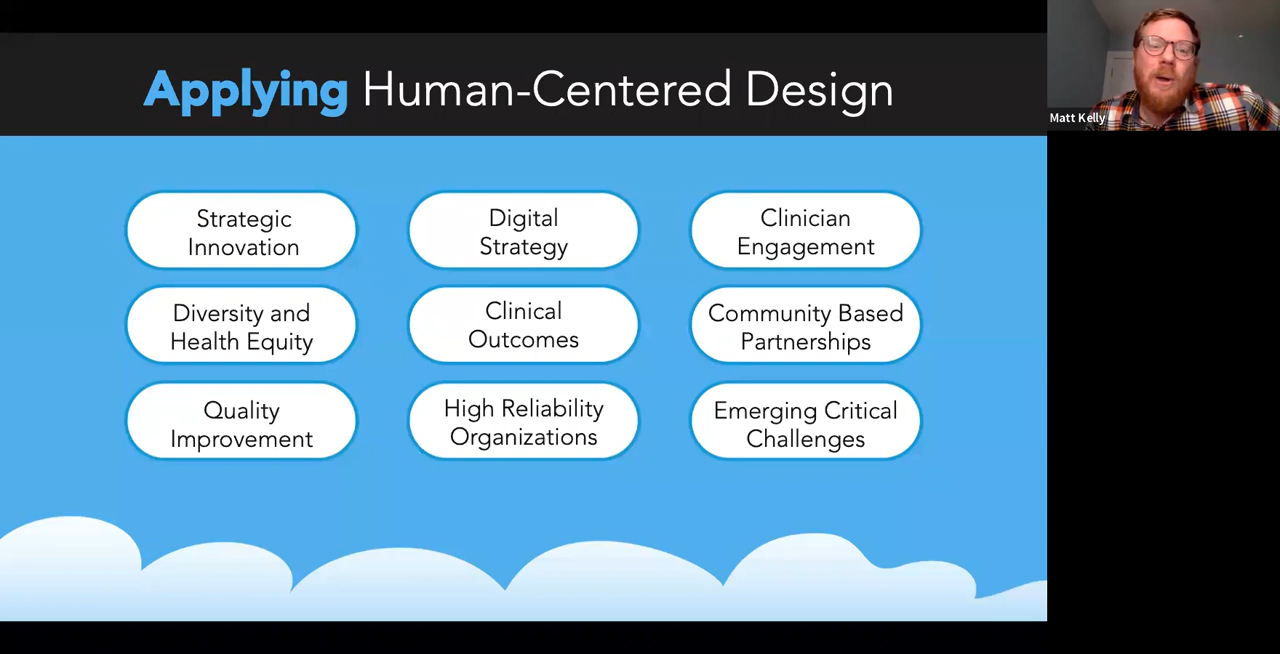 Applying Human-Centered Design
Matt Kelly
Strategic
Innovation
Digital
Strategy
Clinician
Engagement
Diversity and
Health Equity
Clinical
Outcomes
Community Based
Partnerships
Quality
Improvement
High Reliability
Organizations
Emerging Critical
Challenges